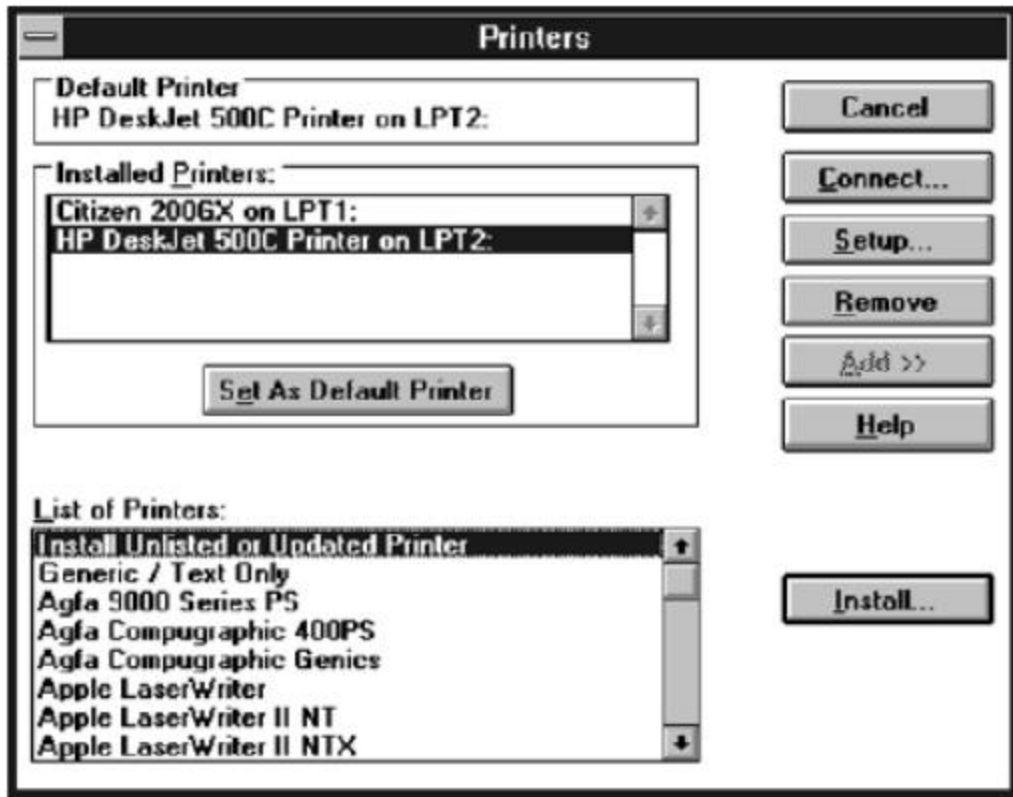 Printers
Default Printer
HP DeskJet 500C Printer on LPT2:
Installed Printers:
Citizen 200GX on LPT1:
HP DeskJet 500C Printer on LPT2:
Set As Default Printer
List of Printers:
Install Unlisted or Updated Printer
Generic / Text Only
Agfa 9000 Series PS
Agfa Compugraphic 400PS
Agfa Compugraphic Genics
Apple LaserWriter
Apple LaserWriter II NT
Apple LaserWriter II NTX
Cancel
Connect...
Setup...
Remove
Add >>
Help
Install...